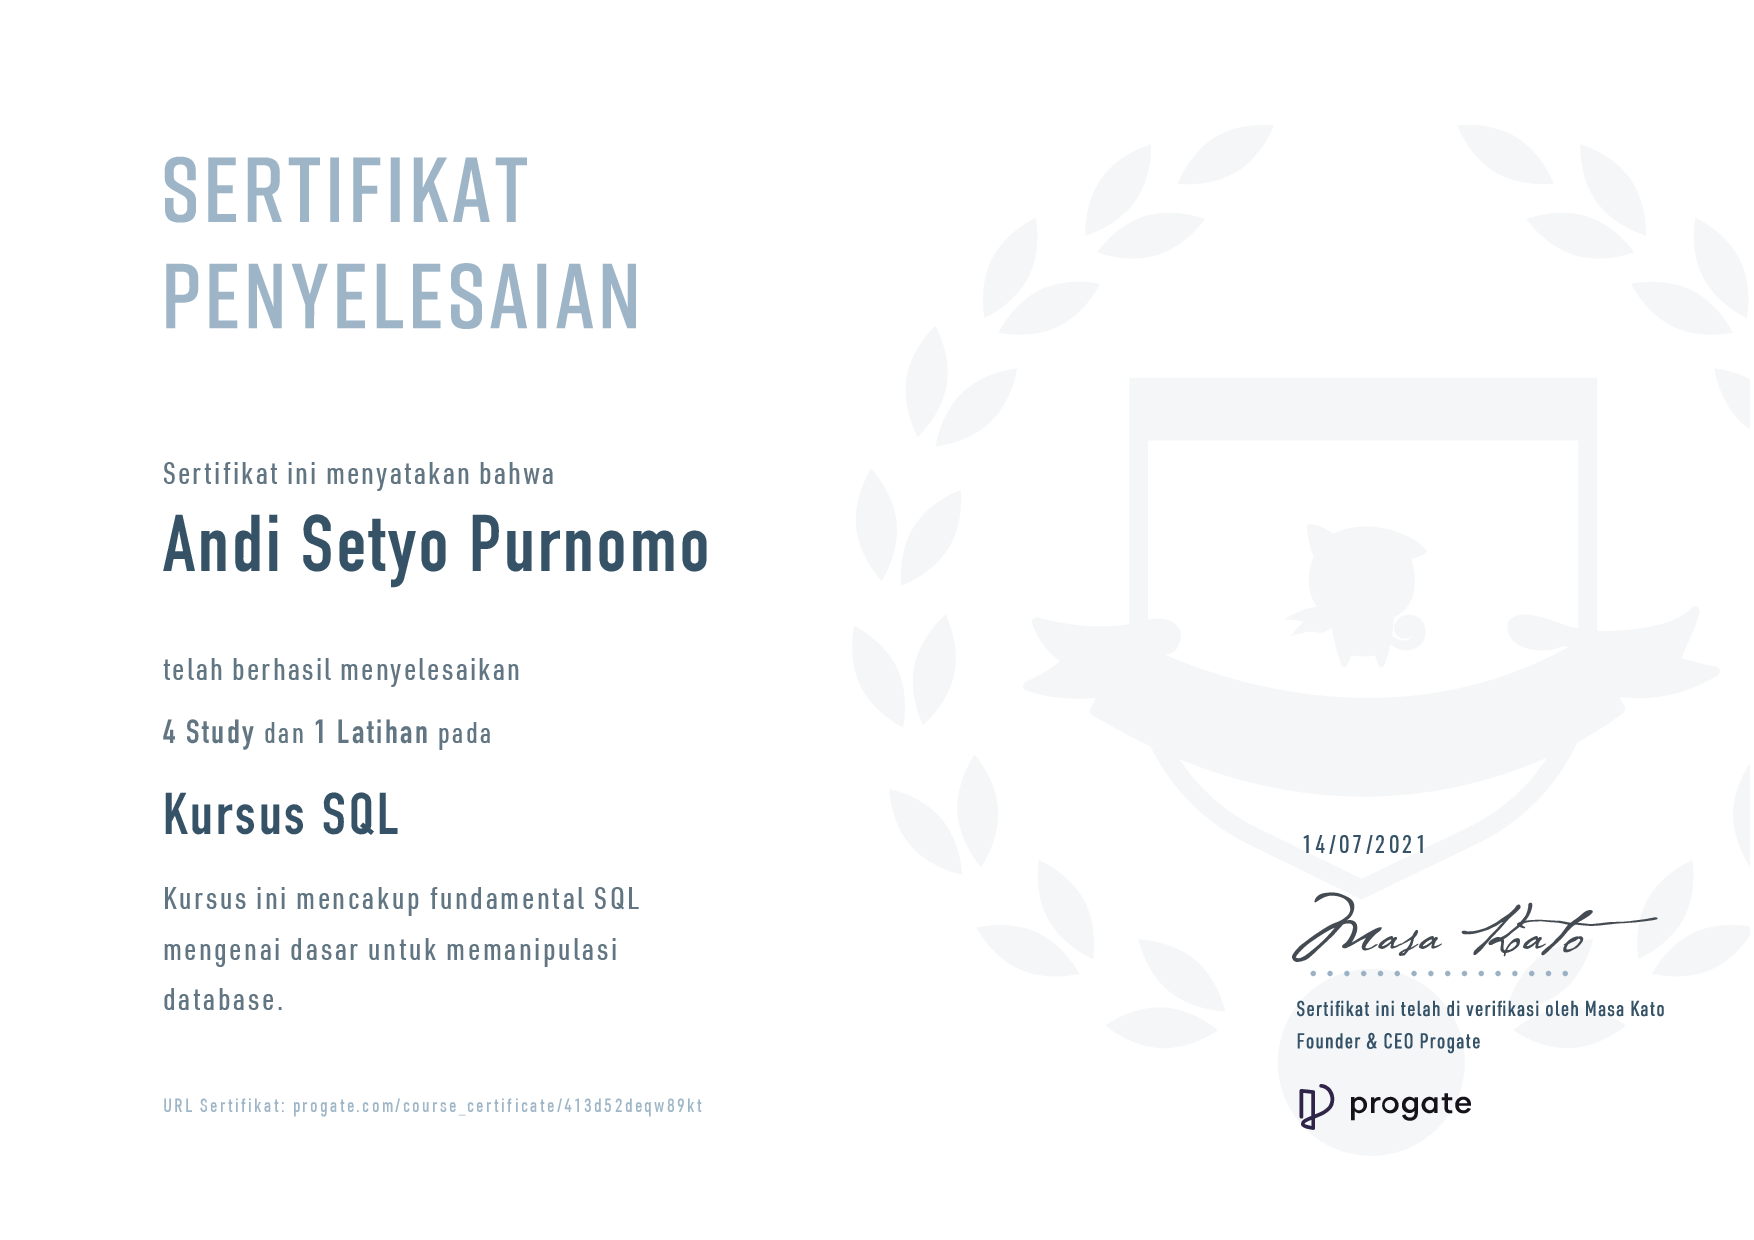 SERTIFIKAT
PENYELESAIAN
Sertifikat ini menyatakan bahwa
Andi Setyo Purnomo
telah berhasil menyelesaikan
4 Study dan 1 Latihan pada
Kursus SQL
Kursus ini mencakup fundamental SQL
mengenai dasar untuk memanipulasi
database.
URL Sertifikat: progate.com/course_certificate/413d52deqw89kt
14/07/2021
Masa Kato
Sertifikat ini telah di verifikasi oleh Masa Kato
Founder & CEO Progate
progate